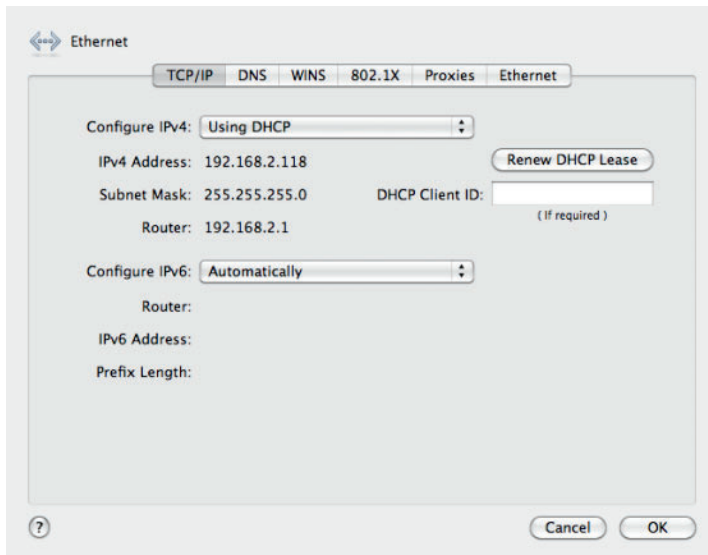 Ethernet
TCP/IP DNS WINS 802.1X Proxies Ethernet
Configure IPv4: Using DHCP
IPv4 Address: 192.168.2.118 Renew DHCP Lease
Subnet Mask: 255.255.255.0 DHCP Client ID:
( If required )
Router: 192.168.2.1
Configure IPv6: Automatically
Router:
IPv6 Address:
Prefix Length:
? Cancel OK